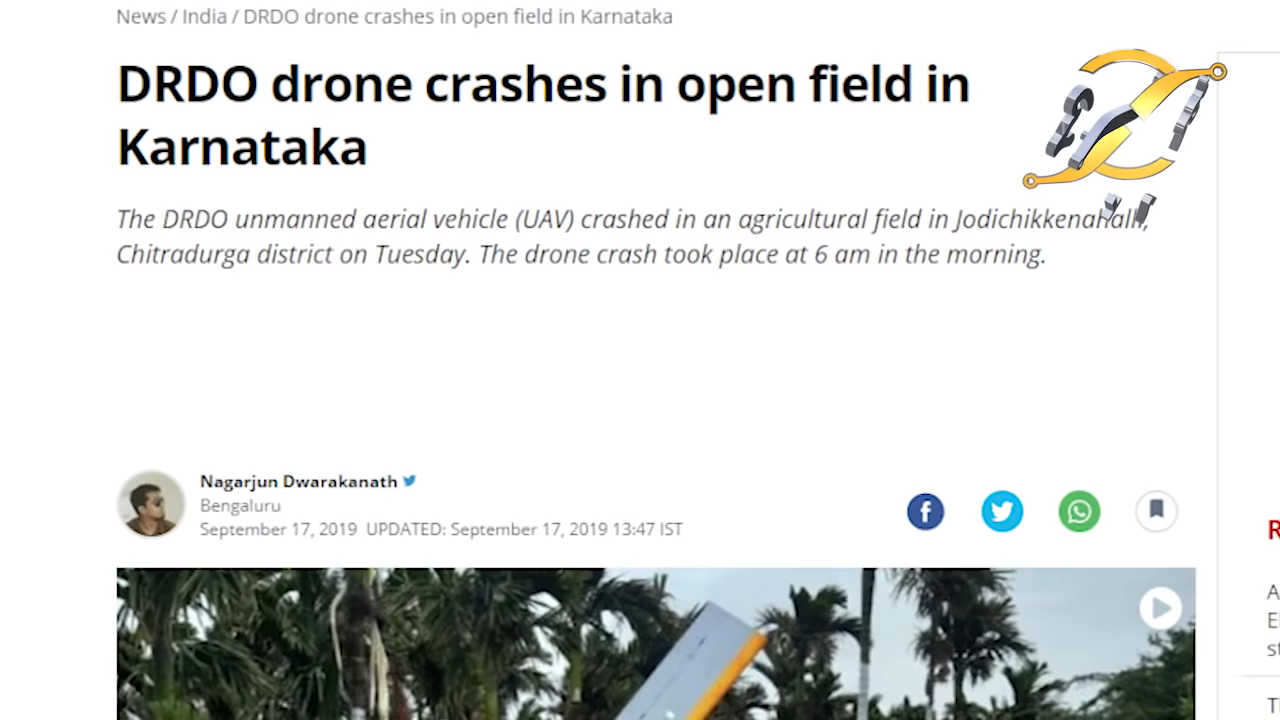 News / India / DRDO drone crashes in open field in Karnataka
DRDO drone crashes in open field in
Karnataka
The DRDO unmanned aerial vehicle (UAV) crashed in an agricultural field in Jodichikkenahalli,
Chitradurga district on Tuesday. The drone crash took place at 6 am in the morning.
Nagarjun Dwarakanath
Bengaluru
September 17, 2019 UPDATED: September 17, 2019 13:47 IST